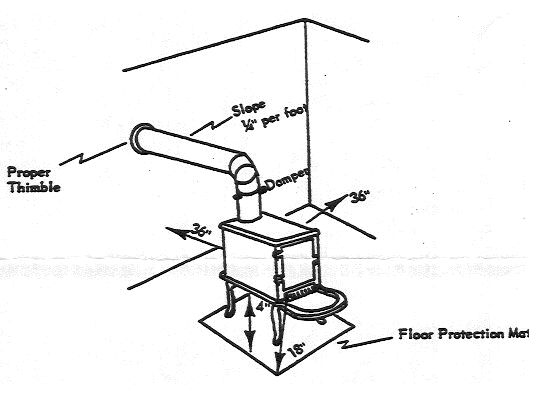 Slope
¼" per foot
Proper
Thimble
Damper
36"
36"
4"
18"
Floor Protection Mat